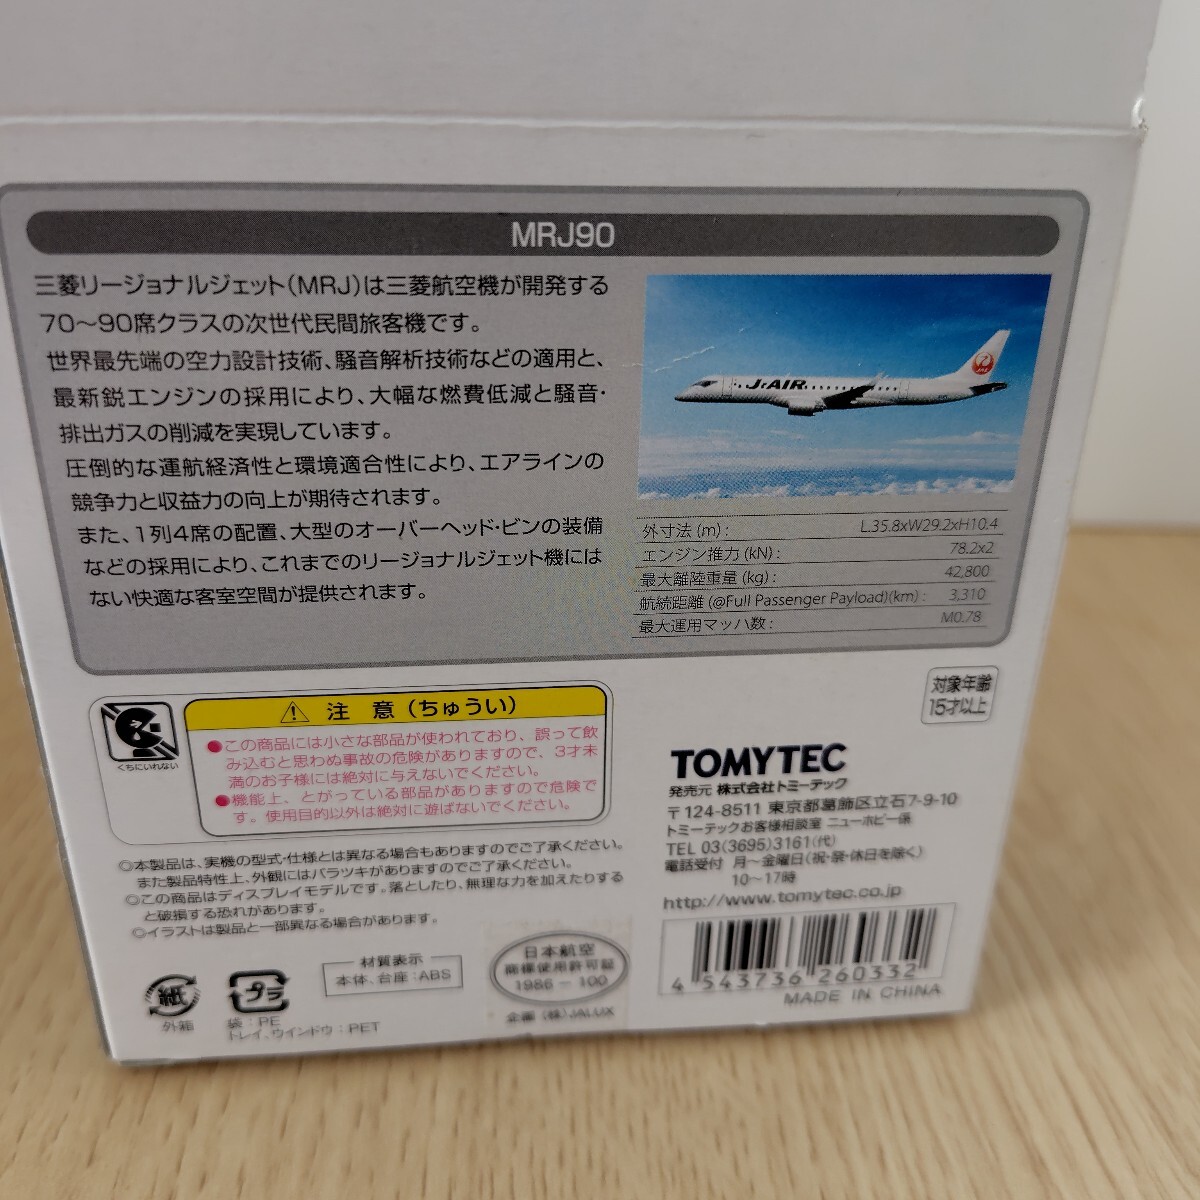 MRJ90
三菱リージョナルジェット(MRJ)は三菱航空機が開発する
70〜90席クラスの次世代民間旅客機です。
世界最先端の空力設計技術、騒音解析技術などの適用と、
最新鋭エンジンの採用により、大幅な燃費低減と騒音・
排出ガスの削減を実現しています。
圧倒的な運航経済性と環境適合性により、エアラインの
競争力と収益力の向上が期待されます。
また、1列4席の配置、大型のオーバーヘッド・ビンの装備
などの採用により、これまでのリージョナルジェット機には
ない快適な客室空間が提供されます。
J-AIR
JAL
外寸法 (m) : L.35.8xW29.2xH10.4
エンジン推力 (kN) : 78.2x2
最大離陸重量 (kg) : 42,800
航続距離 (@Full Passenger Payload)(km) : 3,310
最大運用マッハ数 : M0.78
くちにいれない
⚠ 注 意 (ちゅうい)
●この商品には小さな部品が使われており、誤って飲
み込むと思わぬ事故の危険がありますので、3才未
満のお子様には絶対に与えないでください。
●機能上、とがっている部品がありますので危険で
す。使用目的以外は絶対に遊ばないでください。
対象年齢
15才以上
TOMYTEC
発売元 株式会社トミーテック
〒124-8511 東京都葛飾区立石7-9-10
トミーテックお客様相談室 ニューホビー係
TEL 03(3695)3161(代)
電話受付 月〜金曜日(祝・祭・休日を除く)
10〜17時
http://www.tomytec.co.jp
◎本製品は、実機の型式・仕様とは異なる場合もありますのでご了承ください。
また製品特性上、外観にはバラツキがありますのでご了承ください。
◎この商品はディスプレイモデルです。落としたり、無理な力を加えたりする
と破損する恐れがあります。
◎イラストは製品と一部異なる場合があります。
紙
外箱
プラ
袋：PE
トレイ、ウインドウ：PET
材質表示
本体、台座：ABS
日本航空
商標使用許可証
1986 - 100
企画 (株)JALUX
4 543736 260332
MADE IN CHINA